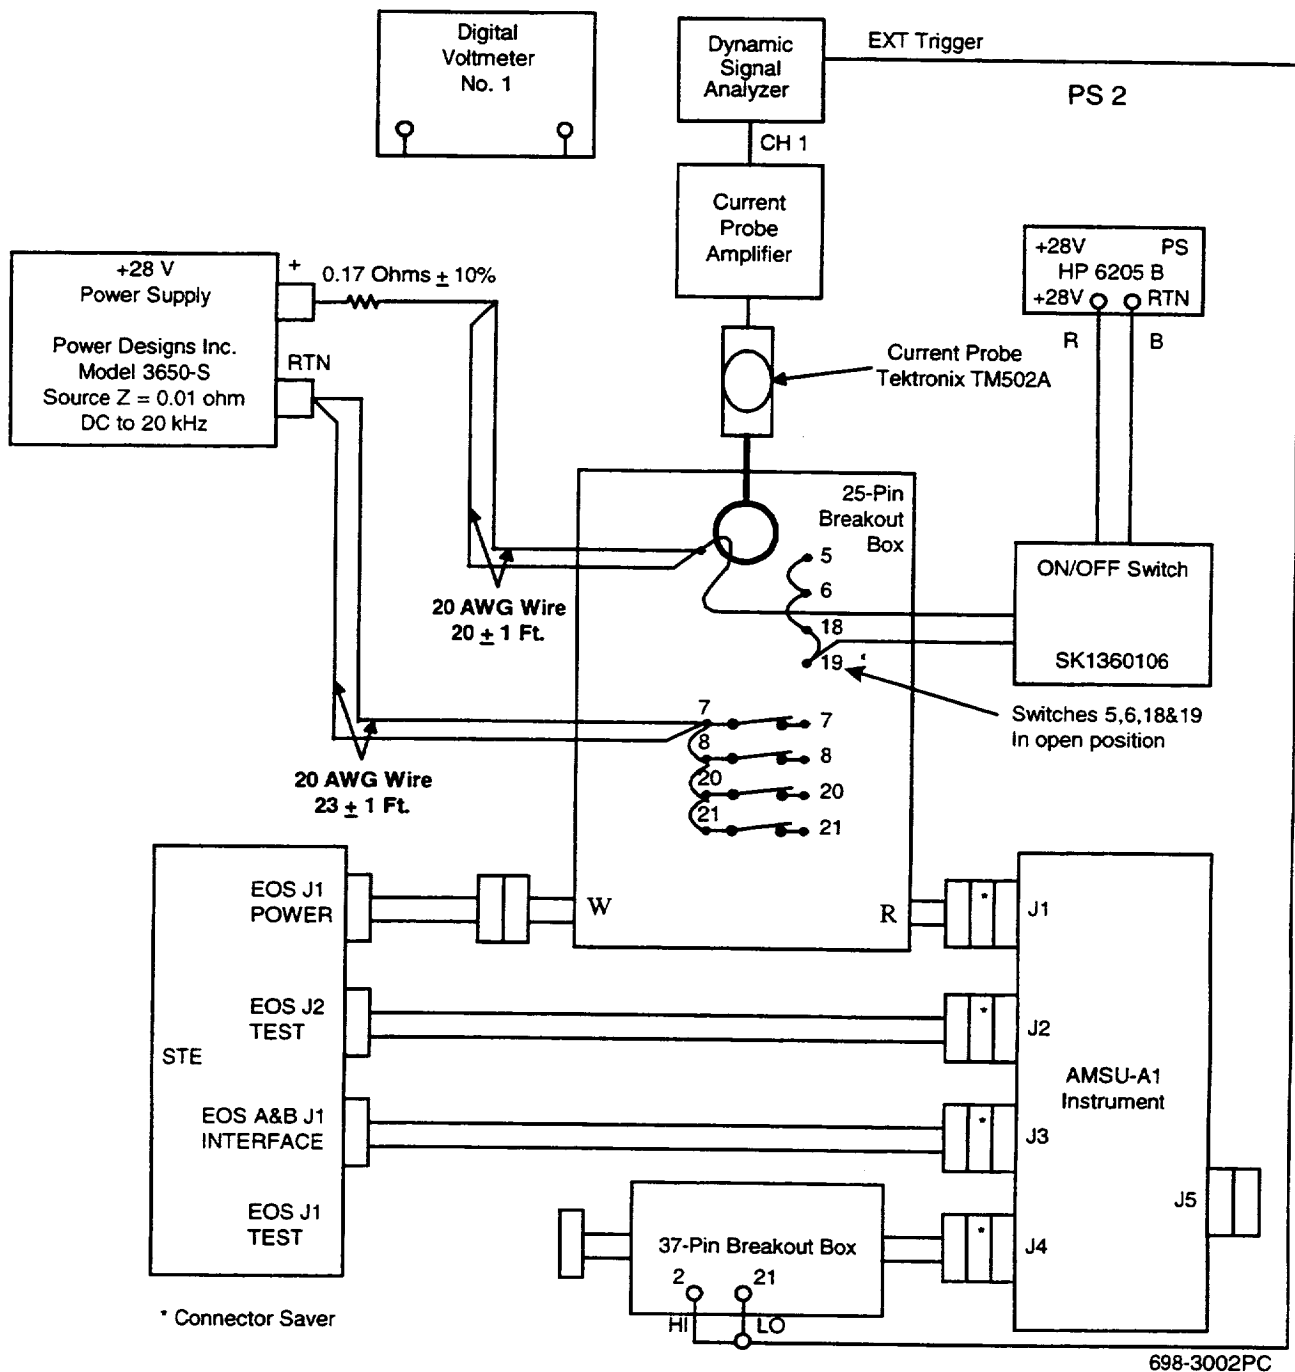 Digital
Voltmeter
No. 1
Dynamic
Signal
Analyzer
EXT Trigger
PS 2
CH 1
Current
Probe
Amplifier
+28 V
Power Supply
Power Designs Inc.
Model 3650-S
Source Z = 0.01 ohm
DC to 20 kHz
+
RTN
0.17 Ohms ± 10%
+28V PS
HP 6205 B
+28V RTN
R B
Current Probe
Tektronix TM502A
25-Pin
Breakout
Box
5
6
18
19
ON/OFF Switch
SK1360106
20 AWG Wire
20 ± 1 Ft.
Switches 5,6,18&19
In open position
7 7
8 8
20 20
21 21
20 AWG Wire
23 ± 1 Ft.
W R
STE
EOS J1
POWER
EOS J2
TEST
EOS A&B J1
INTERFACE
EOS J1
TEST
* J1
* J2
* J3
* J4
AMSU-A1
Instrument
J5
37-Pin Breakout Box
2 21
HI LO
* Connector Saver
698-3002PC